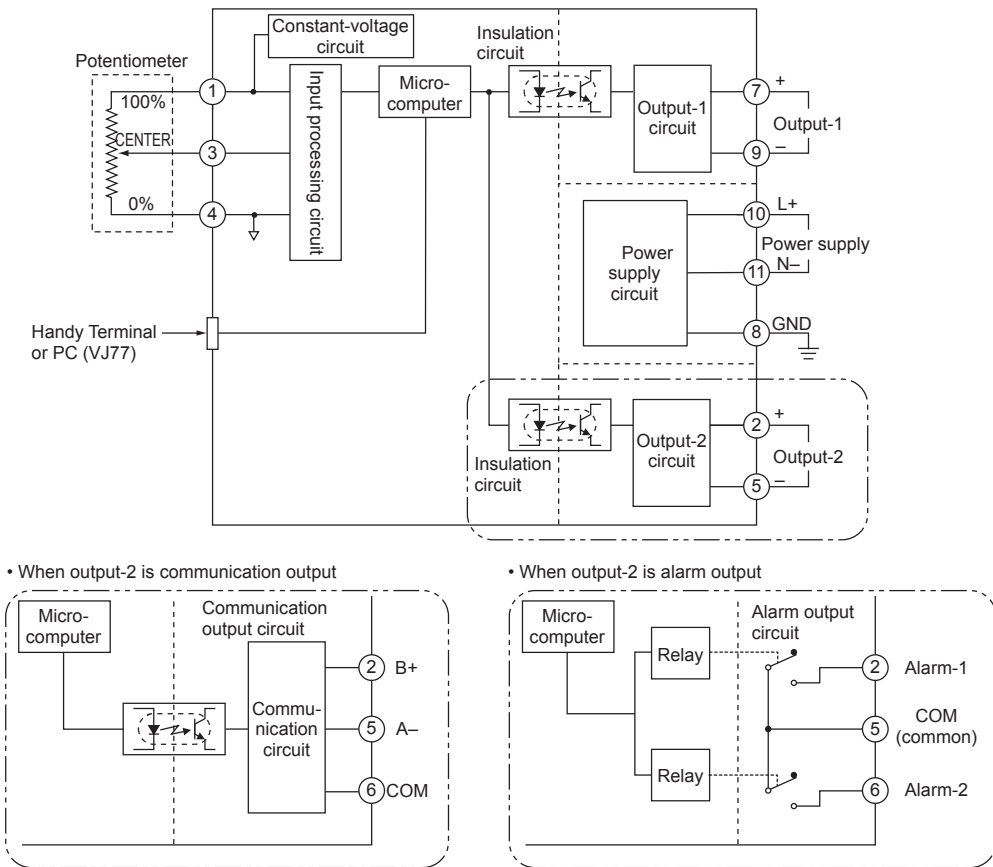 Constant-voltage
circuit
Insulation
circuit
Potentiometer
100%
CENTER
0%
1
3
4
Input processing circuit
Micro-
computer
Output-1
circuit
7
+
Output-1
9
–
10
L+
Power supply
11
N–
8
GND
Power
supply
circuit
Handy Terminal
or PC (VJ77)
Insulation
circuit
Output-2
circuit
2
+
Output-2
5
–
• When output-2 is communication output
Micro-
computer
Communication
output circuit
Commu-
nication
circuit
2
B+
5
A–
6
COM
• When output-2 is alarm output
Micro-
computer
Relay
Relay
Alarm output
circuit
2
Alarm-1
5
COM
(common)
6
Alarm-2